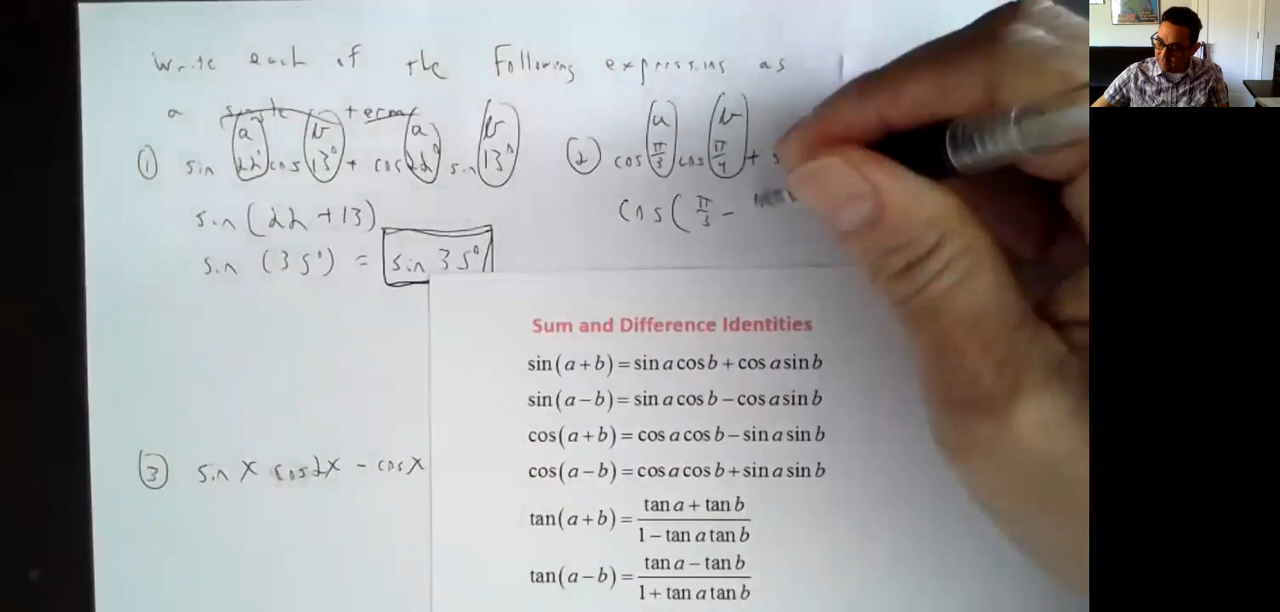 Write each of the following expressions as
a single term
a b a b a b
① sin 22° cos 13° + cos 22° sin 13° ② cos π/3 cos π/4 + s
sin (22 + 13) cos ( π/3 -
sin (35°) = sin 35°
Sum and Difference Identities
sin(a+b)=sin a cos b+cos a sin b
sin(a−b)=sin a cos b−cos a sin b
cos(a+b)=cos a cos b−sin a sin b
cos(a−b)=cos a cos b+sin a sin b
tan(a+b)=(tan a+tan b)/(1−tan a tan b)
tan(a−b)=(tan a−tan b)/(1+tan a tan b)
③ sin x cos 2x - cos x